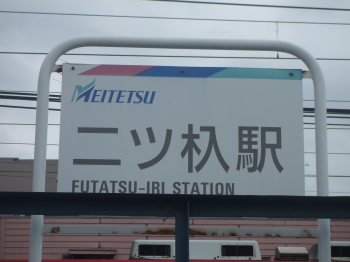 MEITETSU
二ツ杁駅
FUTATSU-IRI STATION